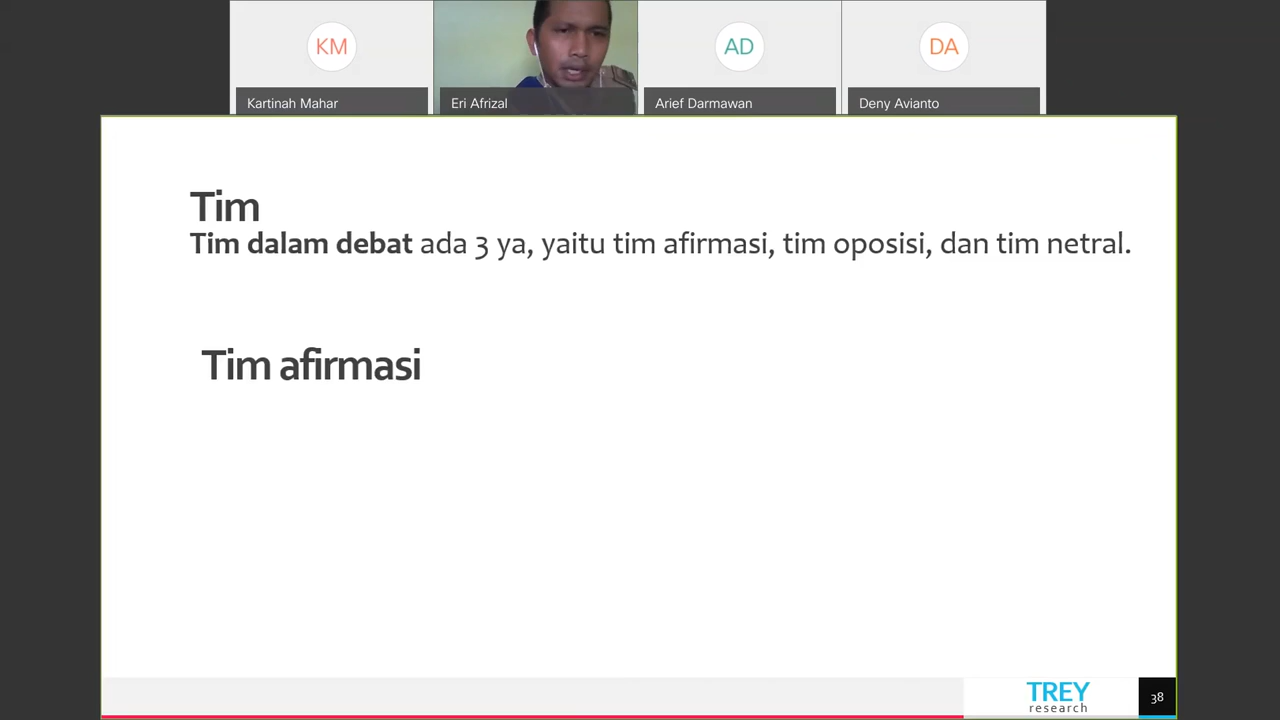 KM
AD
DA
Kartinah Mahar
Eri Afrizal
Arief Darmawan
Deny Avianto
Tim
Tim dalam debat ada 3 ya, yaitu tim afirmasi, tim oposisi, dan tim netral.
Tim afirmasi
TREY
research
38